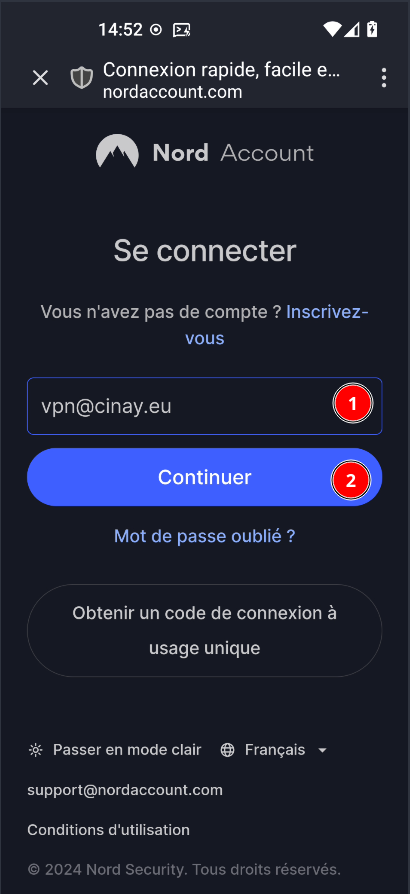 14:52
Connexion rapide, facile e...
nordaccount.com
Nord Account
Se connecter
Vous n'avez pas de compte ? Inscrivez-
vous
vpn@cinay.eu
1
Continuer
2
Mot de passe oublié ?
Obtenir un code de connexion à
usage unique
Passer en mode clair Français
support@nordaccount.com
Conditions d'utilisation
© 2024 Nord Security. Tous droits réservés.